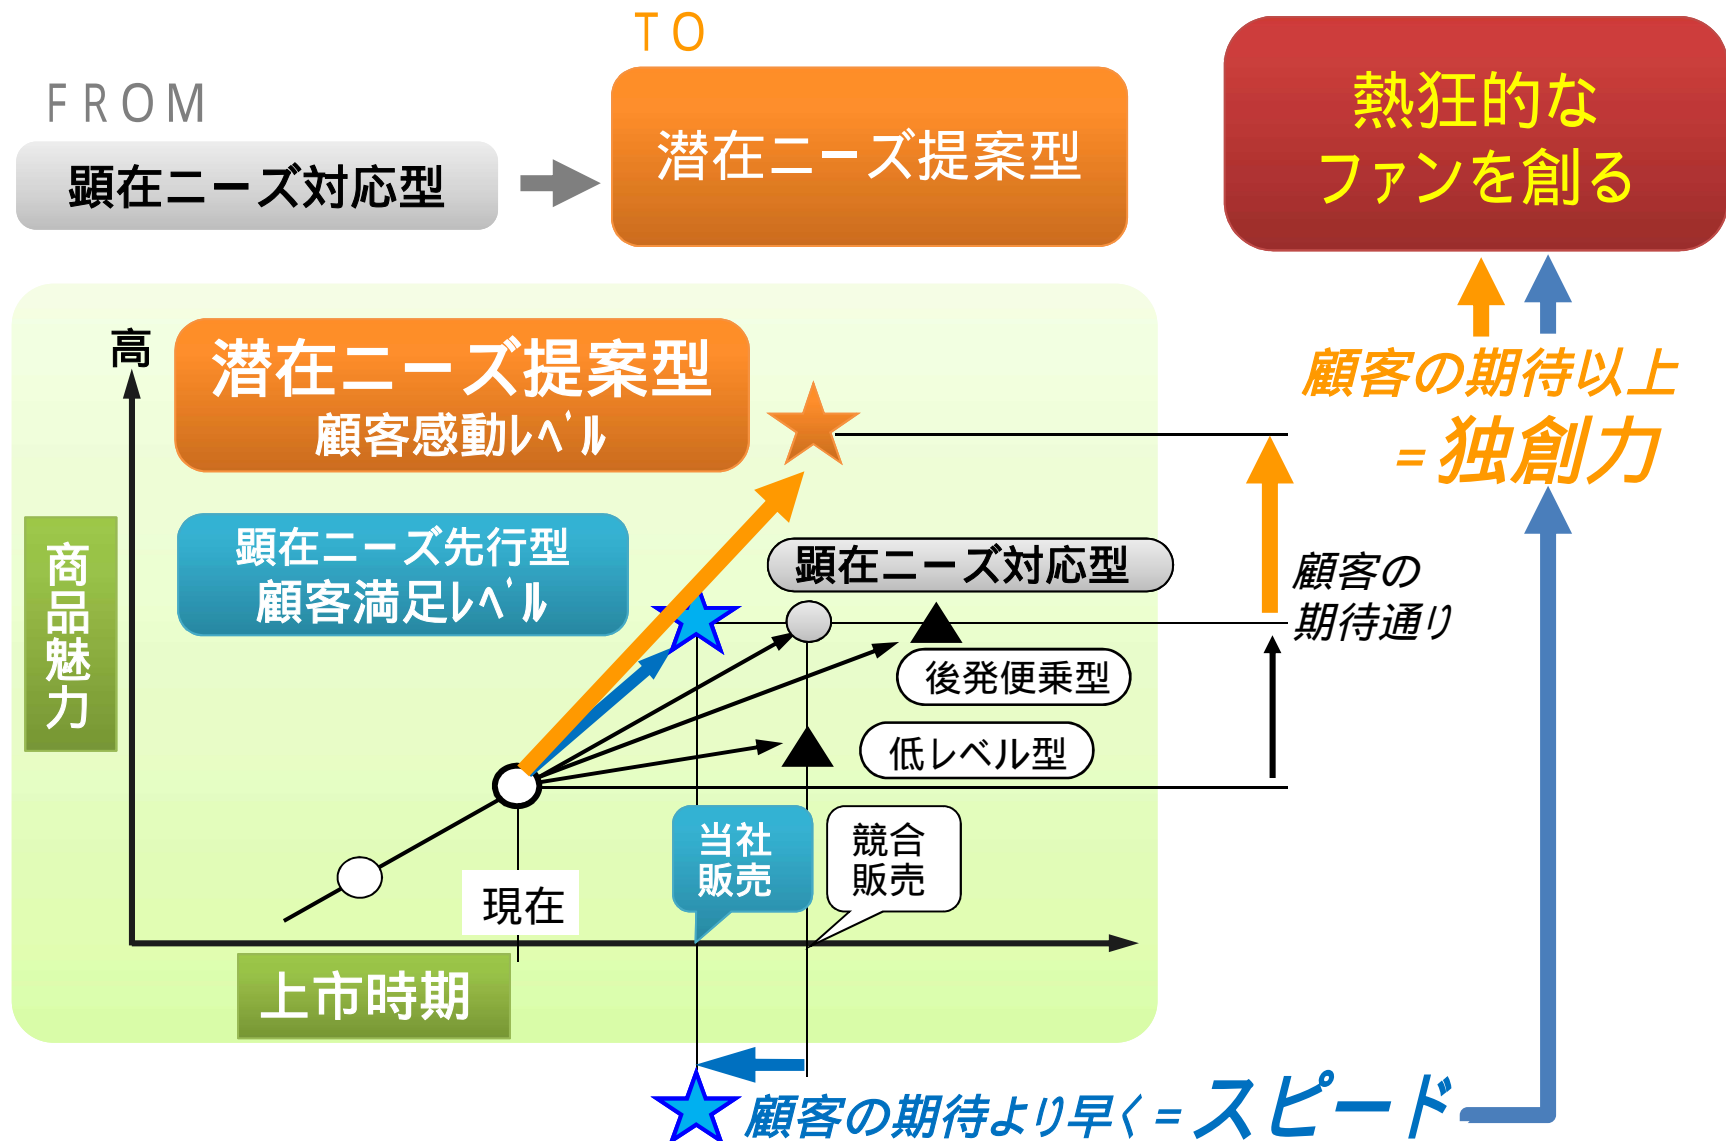 TO
FROM
顕在ニーズ対応型
潜在ニーズ提案型
熱狂的な
ファンを創る
高
潜在ニーズ提案型
顧客感動ﾚﾍﾞﾙ
顧客の期待以上
=独創力
商品魅力
顕在ニーズ先行型
顧客満足ﾚﾍﾞﾙ
顕在ニーズ対応型
顧客の
期待通り
後発便乗型
低レベル型
当社
販売
競合
販売
現在
上市時期
顧客の期待より早く=スピード